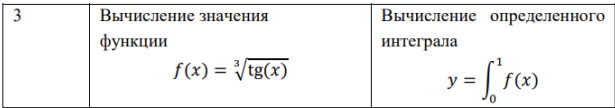 3
Вычисление значения
функции
f(x) = ∛tg(x)
Вычисление определенного
интеграла
y = ∫₀¹ f(x)